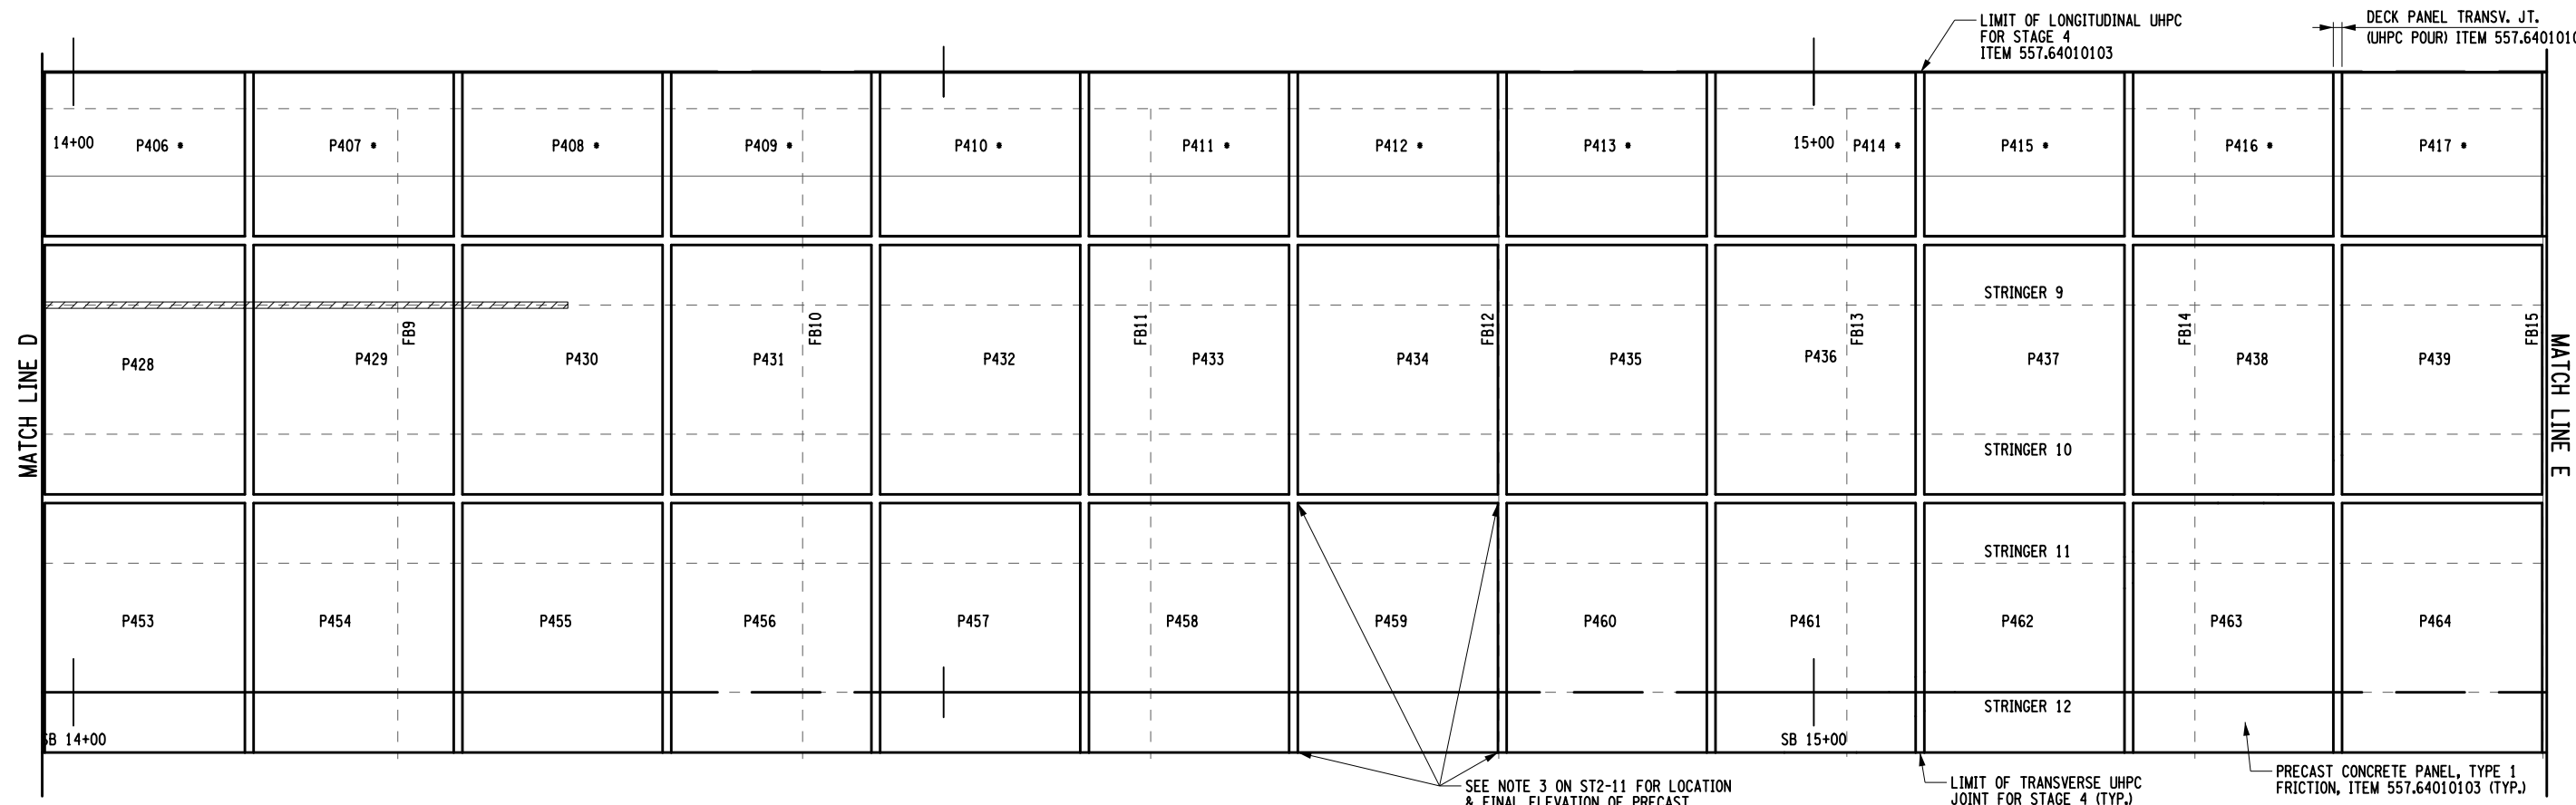 LIMIT OF LONGITUDINAL UHPC
FOR STAGE 4
ITEM 557.64010103
DECK PANEL TRANSV. JT.
(UHPC POUR) ITEM 557.6401010
14+00
P406 *
P407 *
P408 *
P409 *
P410 *
P411 *
P412 *
P413 *
15+00
P414 *
P415 *
P416 *
P417 *
MATCH LINE D
P428
P429
FB9
P430
P431
FB10
P432
FB11
P433
P434
FB12
P435
P436
FB13
STRINGER 9
P437
STRINGER 10
FB14
P438
P439
FB15
MATCH LINE E
STRINGER 11
P453
P454
P455
P456
P457
P458
P459
P460
P461
P462
P463
P464
STRINGER 12
SB 14+00
SB 15+00
SEE NOTE 3 ON ST2-11 FOR LOCATION
& FINAL ELEVATION OF PRECAST
LIMIT OF TRANSVERSE UHPC
JOINT FOR STAGE 4 (TYP.)
PRECAST CONCRETE PANEL, TYPE 1
FRICTION, ITEM 557.64010103 (TYP.)